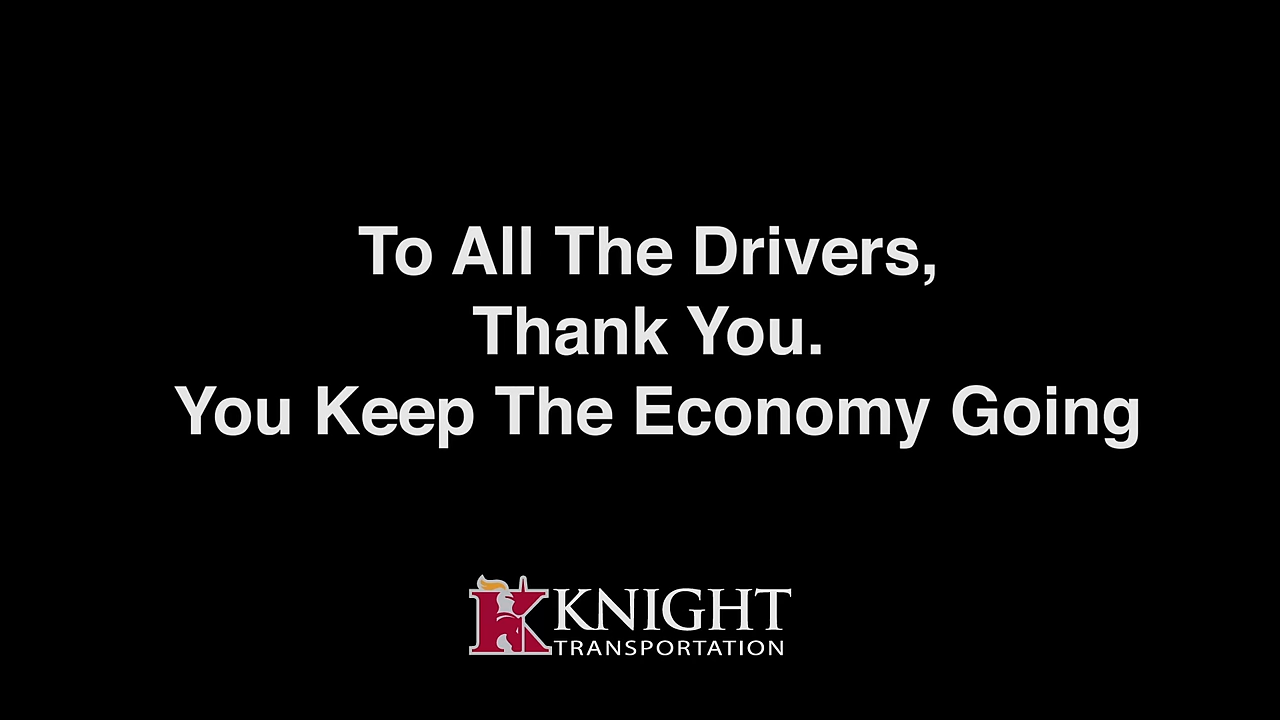 To All The Drivers,
Thank You.
You Keep The Economy Going
KNIGHT
TRANSPORTATION